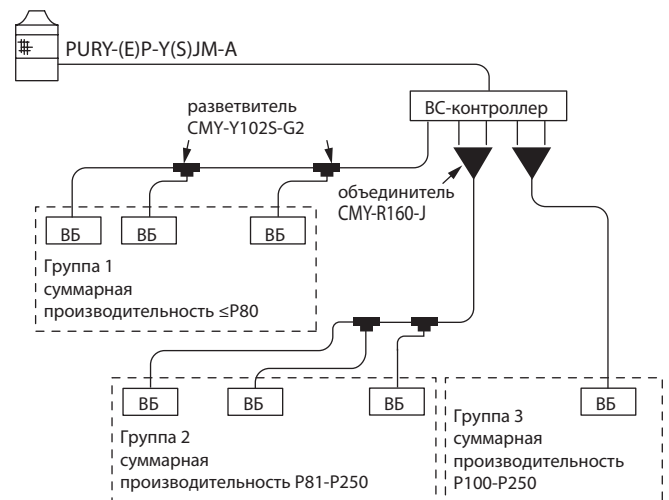 PURY-(E)P-Y(S)JM-A
ВС-контроллер
разветвитель
CMY-Y102S-G2
объединитель
CMY-R160-J
ВБ
ВБ
ВБ
Группа 1
суммарная
производительность ≤P80
ВБ
ВБ
ВБ
ВБ
Группа 2
суммарная
производительность P81-P250
Группа 3
суммарная
производительность
P100-P250